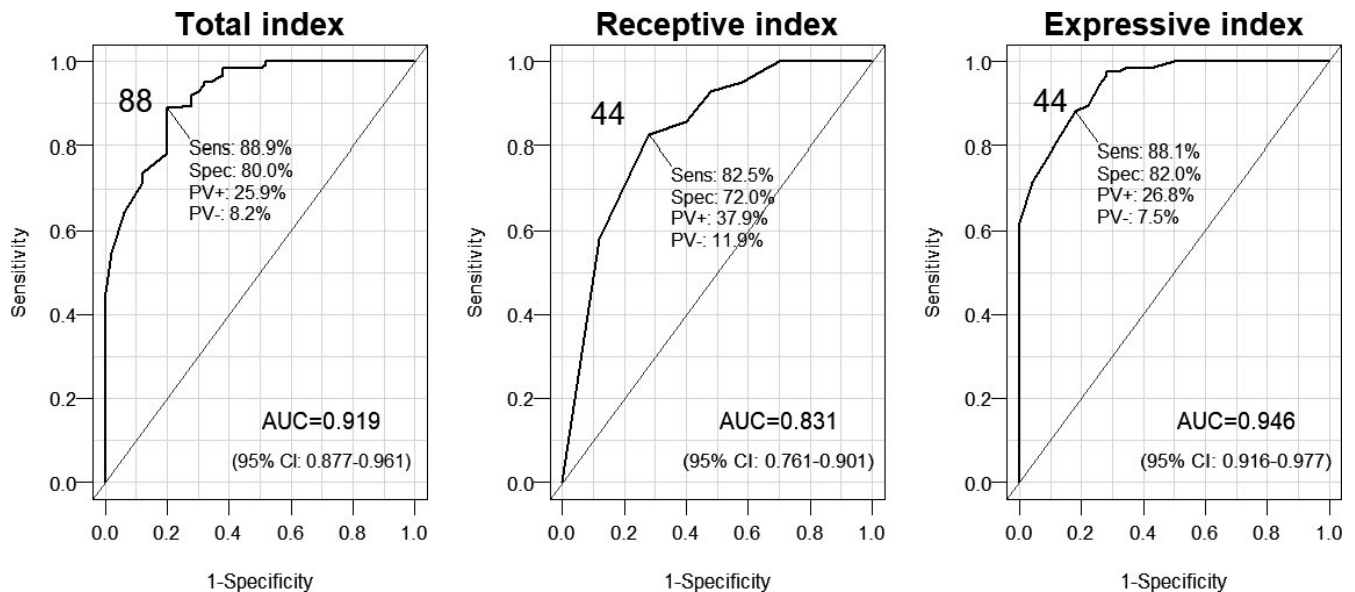 Total index
Sensitivity
1.0
0.8
0.6
0.4
0.2
0.0
88
Sens: 88.9%
Spec: 80.0%
PV+: 25.9%
PV-: 8.2%
AUC=0.919
(95% CI: 0.877-0.961)
0.0 0.2 0.4 0.6 0.8 1.0
1-Specificity
Receptive index
Sensitivity
1.0
0.8
0.6
0.4
0.2
0.0
44
Sens: 82.5%
Spec: 72.0%
PV+: 37.9%
PV-: 11.9%
AUC=0.831
(95% CI: 0.761-0.901)
0.0 0.2 0.4 0.6 0.8 1.0
1-Specificity
Expressive index
Sensitivity
1.0
0.8
0.6
0.4
0.2
0.0
44
Sens: 88.1%
Spec: 82.0%
PV+: 26.8%
PV-: 7.5%
AUC=0.946
(95% CI: 0.916-0.977)
0.0 0.2 0.4 0.6 0.8 1.0
1-Specificity